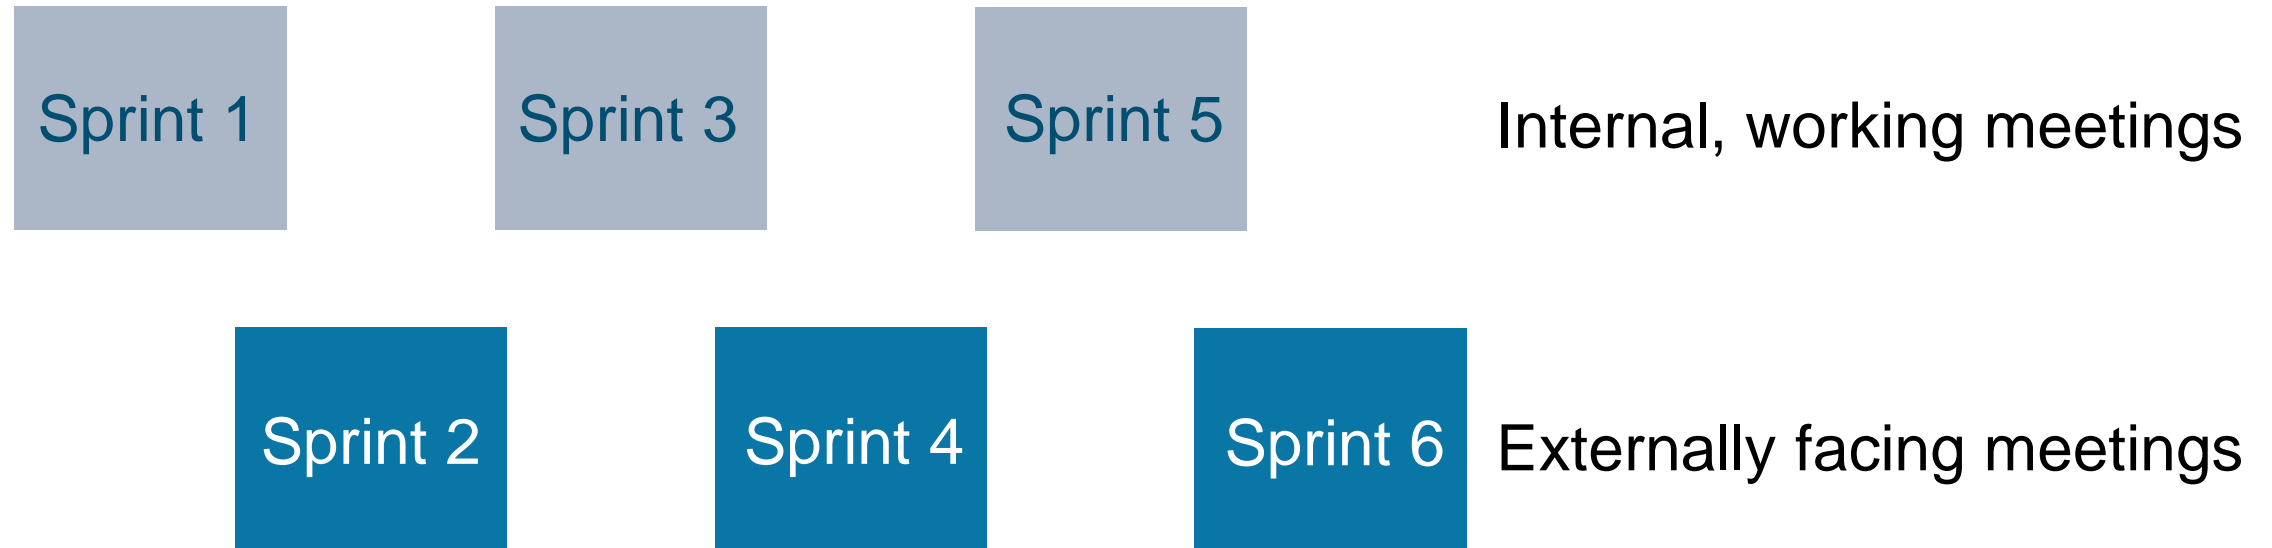 Sprint 1
Sprint 3
Sprint 5
Internal, working meetings
Sprint 2
Sprint 4
Sprint 6
Externally facing meetings